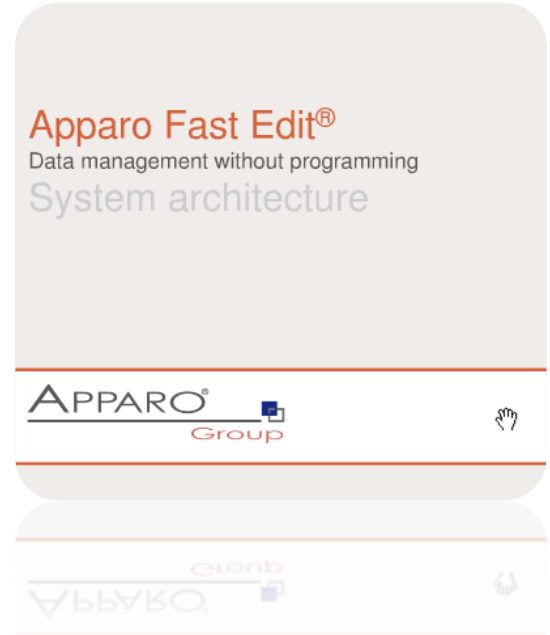 Apparo Fast Edit®
Data management without programming
System architecture
APPARO®
Group